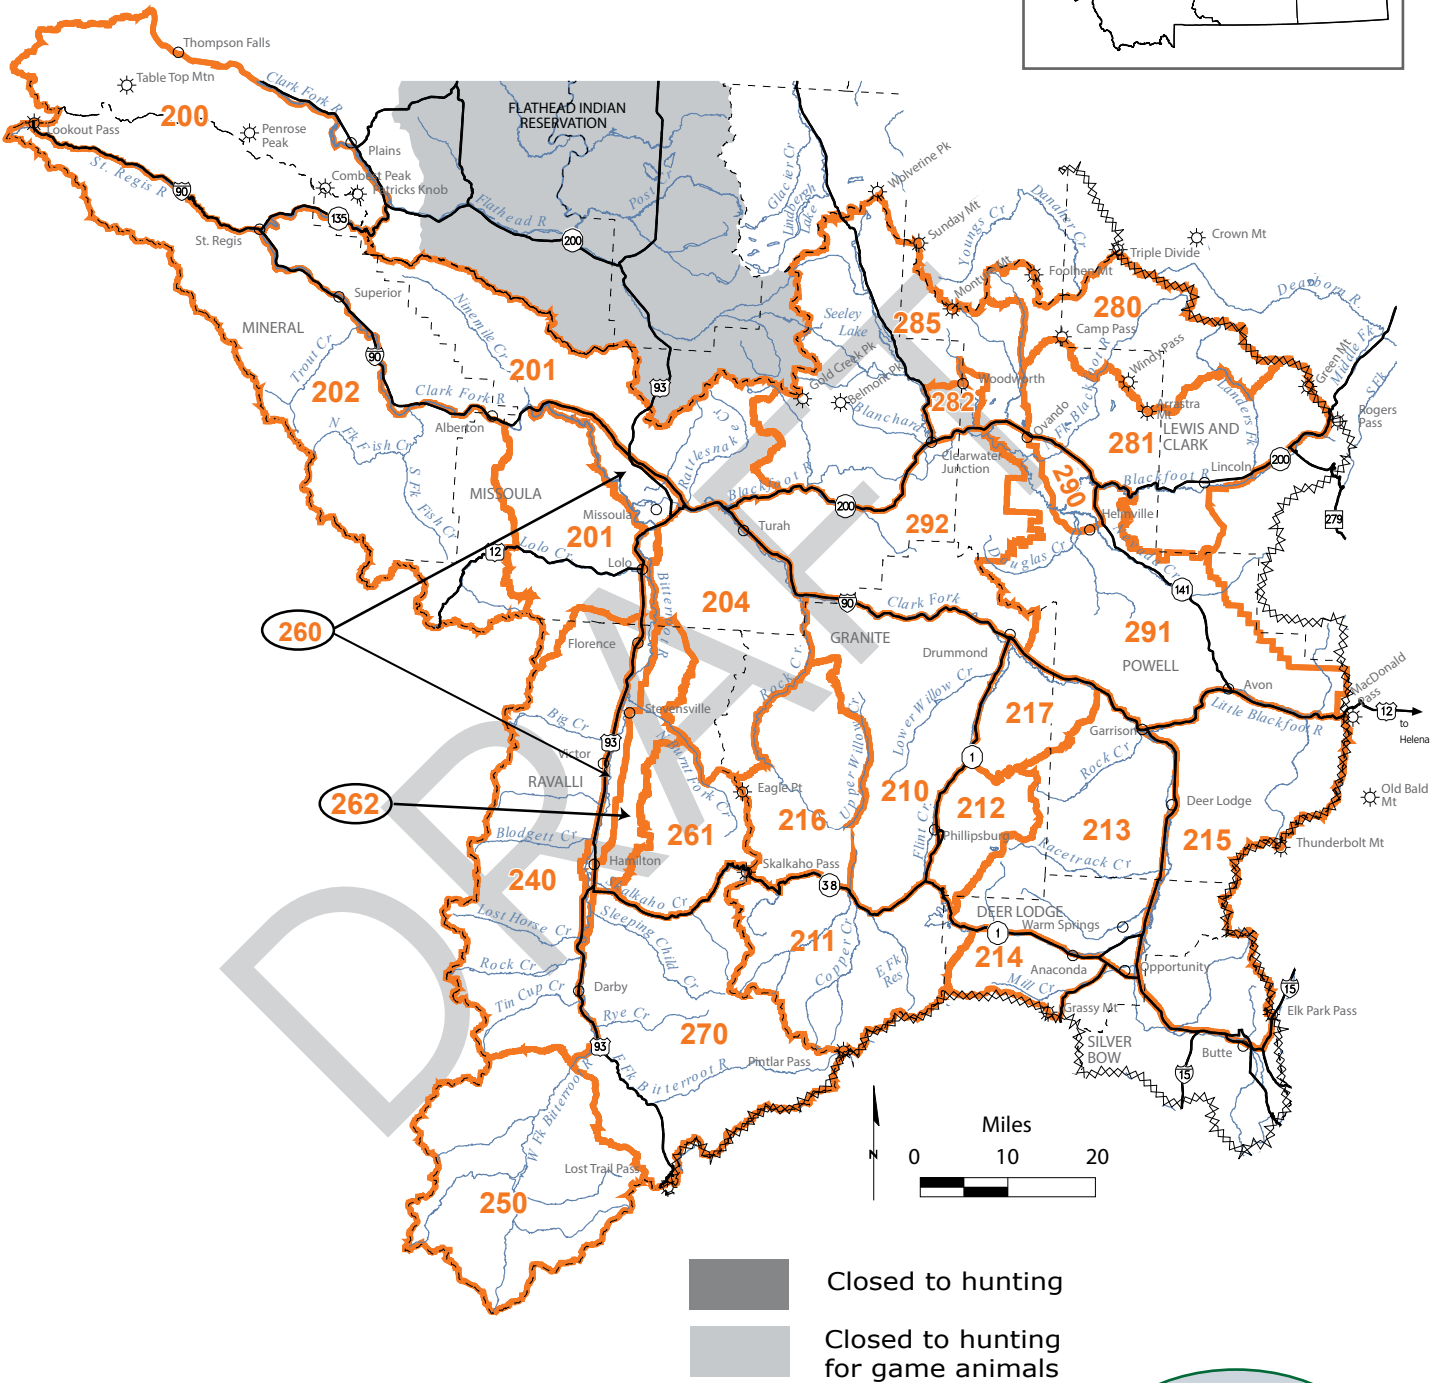 Thompson Falls
Table Top Mtn
Clark Fork R
200
Lookout Pass
Penrose
Peak
Plains
St. Regis R
90
Combest Peak
Patricks Knob
135
St. Regis
FLATHEAD INDIAN
RESERVATION
Flathead R
Post Cr
200
Glacier Cr
Lindbergh
Lake
Wolverine Pk
Sunday Mt
Youngs Cr
Danaher Cr
Crown Mt
Triple Divide
Foolhen Mt
Monture Mt
Dearborn R
280
Superior
Ninemile Cr
MINERAL
Trout Cr
90
202
201
Clark Fork R
93
Seeley
Lake
285
Camp Pass
Windy Pass
Green Mt
Middle Fk
S Fk
Gold Creek Pk
Belmont Pk
Woodworth
282
Blanchard
Arrastra
Mt
Landers Fk
Rogers
Pass
Alberton
N Fk Fish Cr
S Fk Fish Cr
Rattlesnake Cr
Ovando
Fk Blackfoot R
281
LEWIS AND
CLARK
Clearwater
Junction
290
Blackfoot R
Lincoln
200
MISSOULA
Missoula
Blackfoot R
200
Turah
292
Helmville
279
201
12
Lolo Cr
Lolo
Douglas Cr
Nevada Cr
141
260
Bitterroot R
204
90
Clark Fork
GRANITE
Florence
Drummond
291
POWELL
Rock Cr
Lower Willow Cr
Avon
MacDonald
Pass
12
to
Helena
Big Cr
Stevensville
217
Garrison
Little Blackfoot R
93
Victor
N Burnt Fork Cr
Upper Willow Cr
1
Rock Cr
RAVALLI
262
Eagle Pt
216
210
212
213
Deer Lodge
215
Old Bald
Mt
Blodgett Cr
261
Flint Cr
Phillipsburg
Thunderbolt Mt
Hamilton
Skalkaho Pass
Racetrack Cr
240
Skalkaho Cr
38
Lost Horse Cr
Sleeping Child Cr
DEER LODGE
Warm Springs
1
211
Copper Cr
E Fk
Res
214
Rock Cr
Anaconda
Opportunity
Tin Cup Cr
Darby
Mill Cr
15
Rye Cr
270
Grassy Mt
Elk Park Pass
93
E Fk Bitterroot R
Pintlar Pass
SILVER
BOW
Butte
15
W Fk Bitterroot R
Lost Trail Pass
250
N
Miles
0 10 20
Closed to hunting
Closed to hunting
for game animals
DRAFT